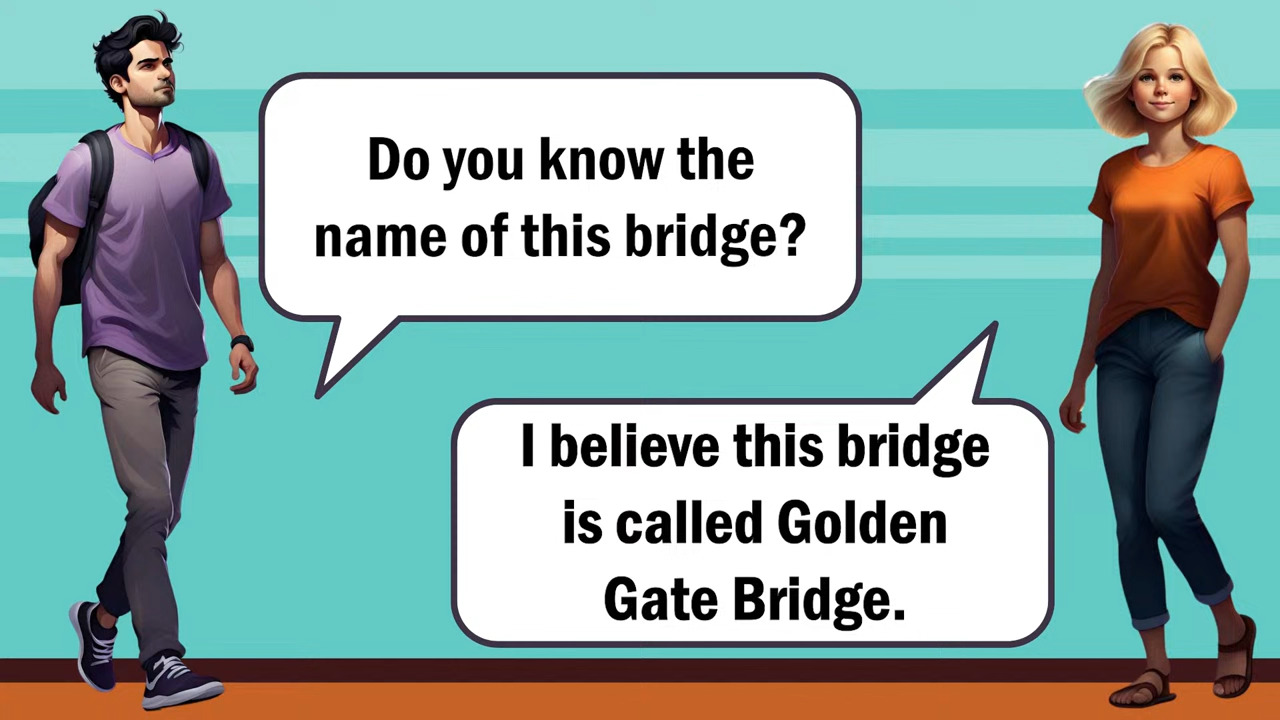 Do you know the
name of this bridge?
I believe this bridge
is called Golden
Gate Bridge.